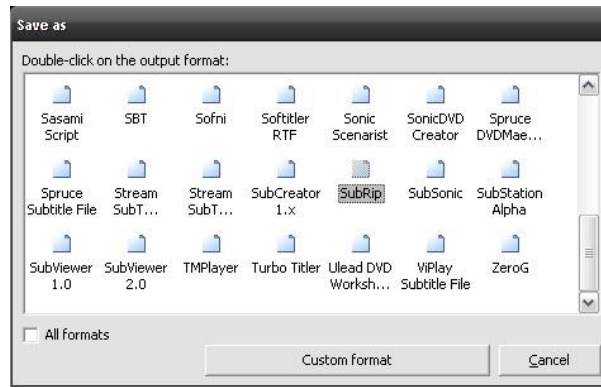 Save as
Double-click on the output format:
Sasami Script
SBT
Sofni
Softitler RTF
Sonic Scenarist
SonicDVD Creator
Spruce DVDMae...
Spruce Subtitle File
Stream SubT...
Stream SubT...
SubCreator 1.x
SubRip
SubSonic
SubStation Alpha
SubViewer 1.0
SubViewer 2.0
TMPlayer
Turbo Titler
Ulead DVD Worksh...
ViPlay Subtitle File
ZeroG
All formats
Custom format
Cancel